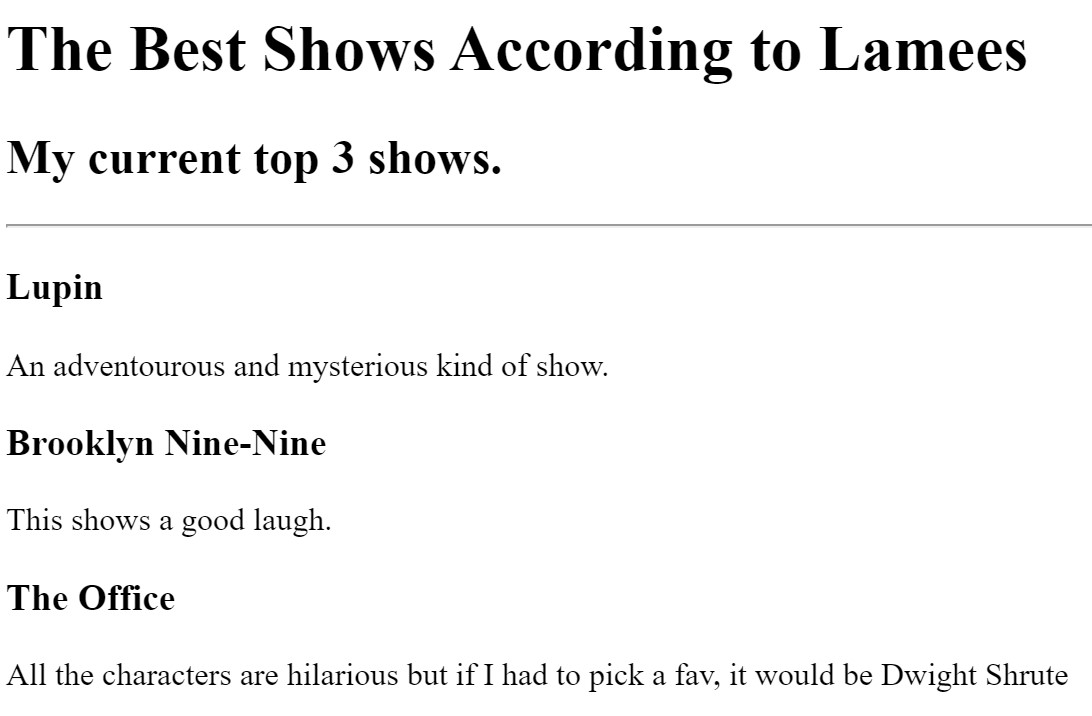 The Best Shows According to Lamees
My current top 3 shows.
Lupin
An adventourous and mysterious kind of show.
Brooklyn Nine-Nine
This shows a good laugh.
The Office
All the characters are hilarious but if I had to pick a fav, it would be Dwight Shrute